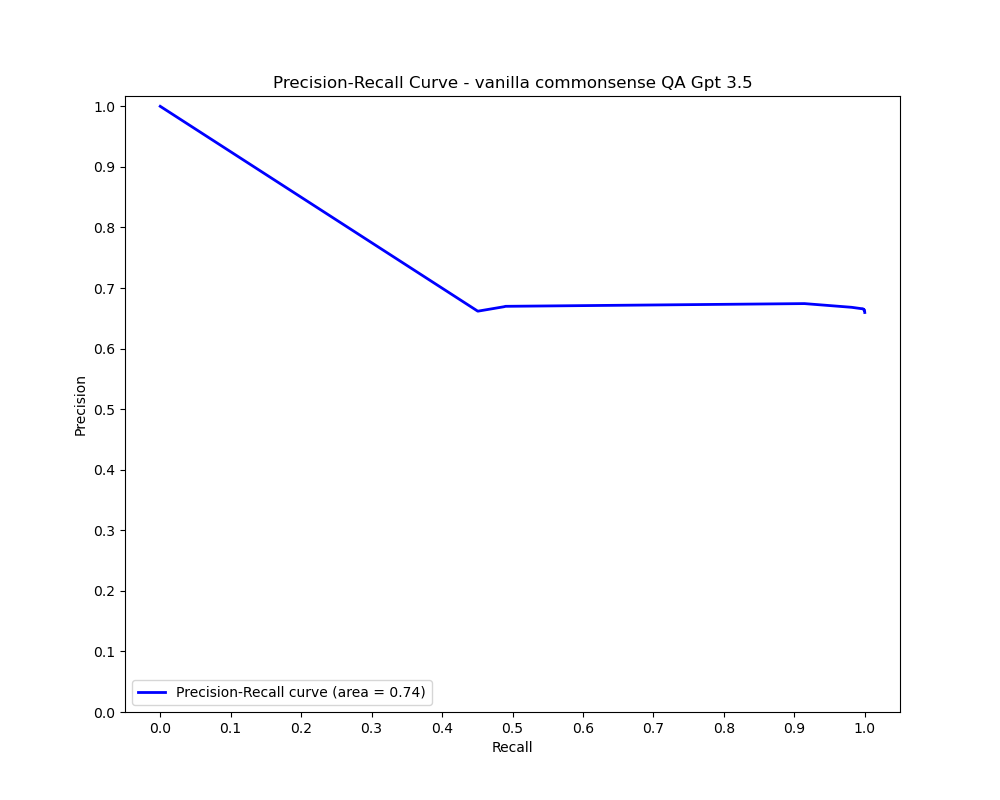 Precision-Recall Curve - vanilla commonsense QA Gpt 3.5
1.0
0.9
0.8
0.7
0.6
0.5
0.4
0.3
0.2
0.1
0.0
Precision
Precision-Recall curve (area = 0.74)
0.0 0.1 0.2 0.3 0.4 0.5 0.6 0.7 0.8 0.9 1.0
Recall